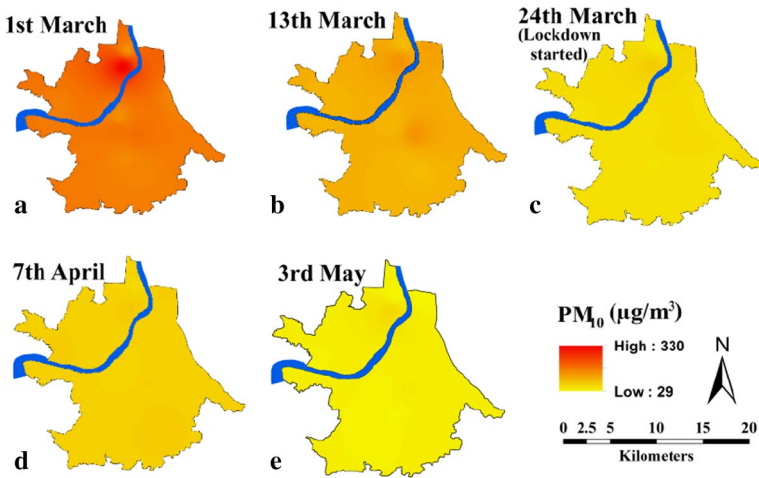 1st March
a
13th March
b
24th March
(Lockdown
started)
c
7th April
d
3rd May
e
PM₁₀ (µg/m³)
High : 330
Low : 29
N
0 2.5 5 10 15 20
Kilometers